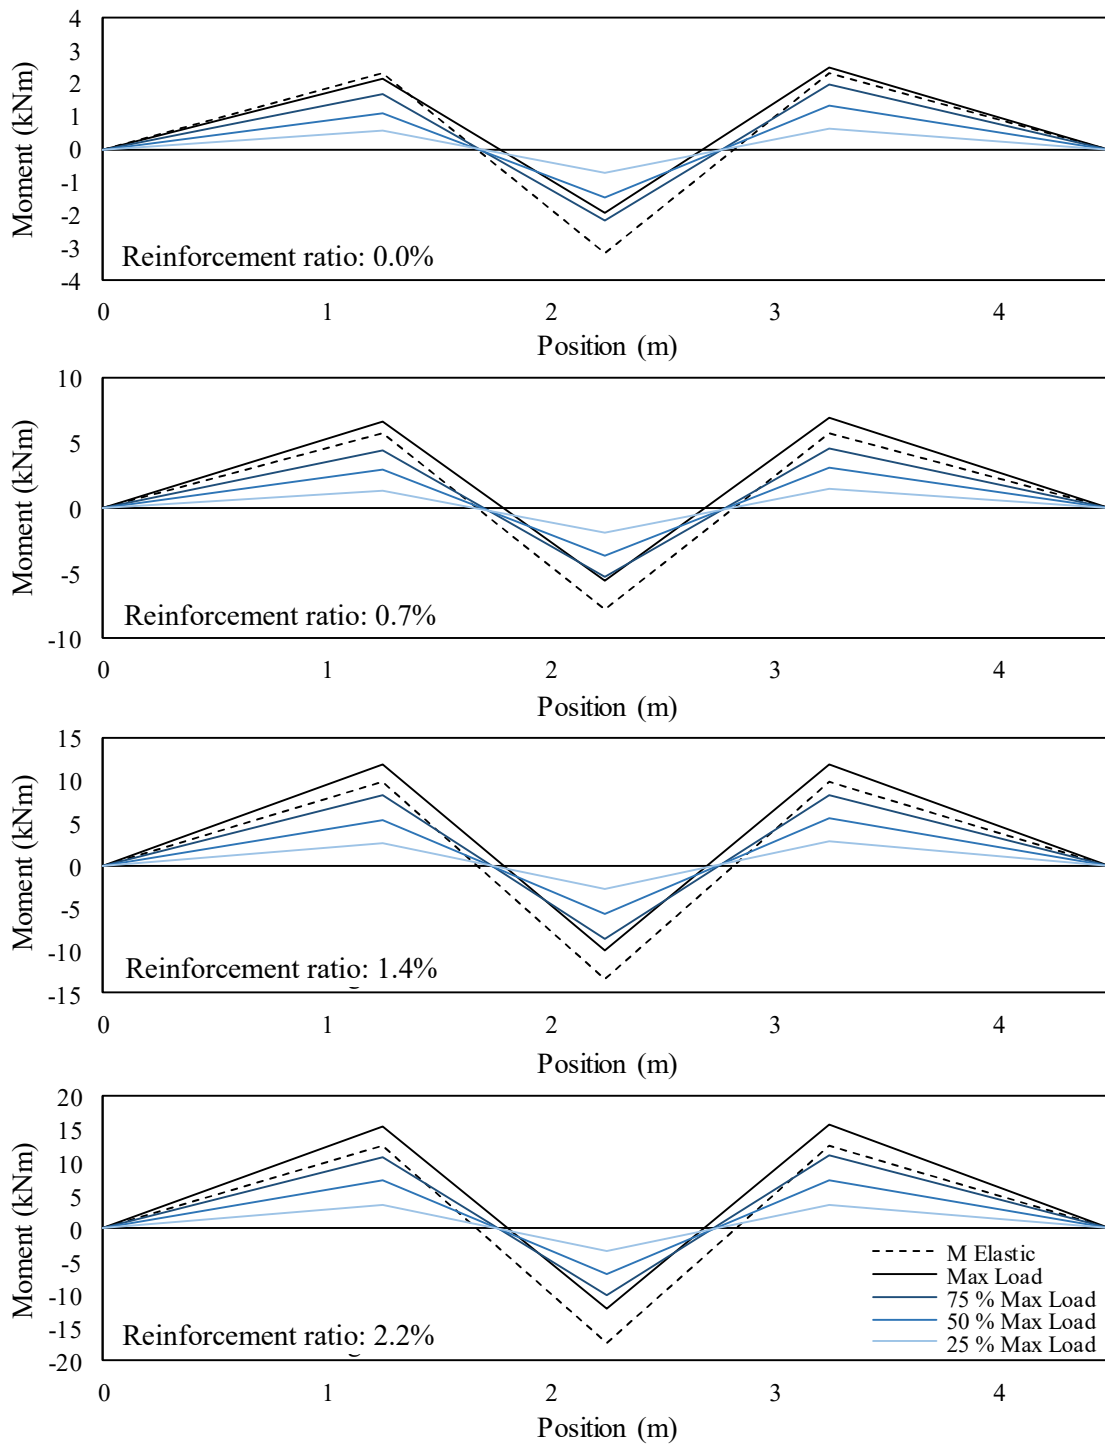 4
3
2
1
0
-1
-2
-3
-4
Moment (kNm)
Reinforcement ratio: 0.0%
0 1 2 3 4
Position (m)
10
5
0
-5
-10
Moment (kNm)
Reinforcement ratio: 0.7%
0 1 2 3 4
Position (m)
15
10
5
0
-5
-10
-15
Moment (kNm)
Reinforcement ratio: 1.4%
0 1 2 3 4
Position (m)
20
15
10
5
0
-5
-10
-15
-20
Moment (kNm)
Reinforcement ratio: 2.2%
M Elastic
Max Load
75 % Max Load
50 % Max Load
25 % Max Load
0 1 2 3 4
Position (m)